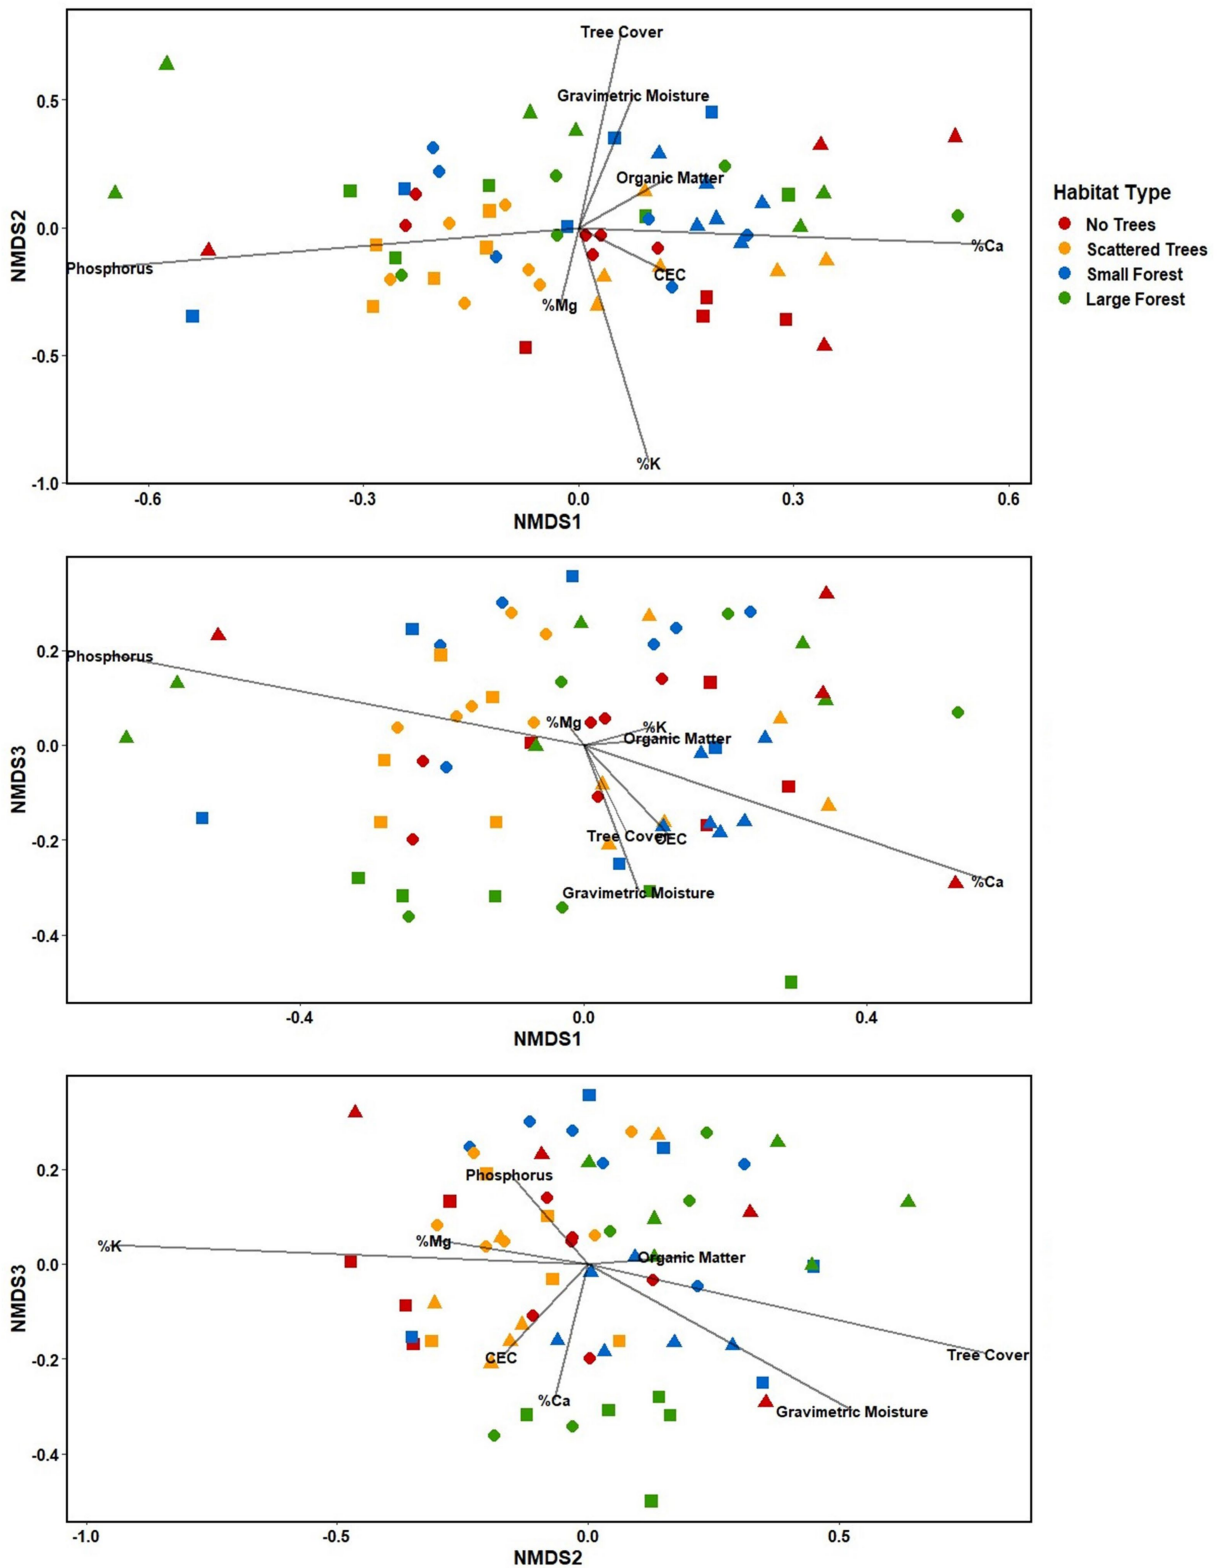 Tree Cover
0.5
Gravimetric Moisture
Organic Matter
Habitat Type
No Trees
Scattered Trees
Small Forest
Large Forest
NMDS2
0.0
%Ca
Phosphorus
CEC
%Mg
-0.5
%K
-1.0
-0.6 -0.3 0.0 0.3 0.6
NMDS1
0.2
Phosphorus
%Mg
%K
Organic Matter
NMDS3
0.0
-0.2
Tree Cover
CEC
%Ca
Gravimetric Moisture
-0.4
-0.4 0.0 0.4
NMDS1
0.2
Phosphorus
%K
%Mg
Organic Matter
NMDS3
0.0
-0.2
CEC
Tree Cover
%Ca
Gravimetric Moisture
-0.4
-1.0 -0.5 0.0 0.5
NMDS2